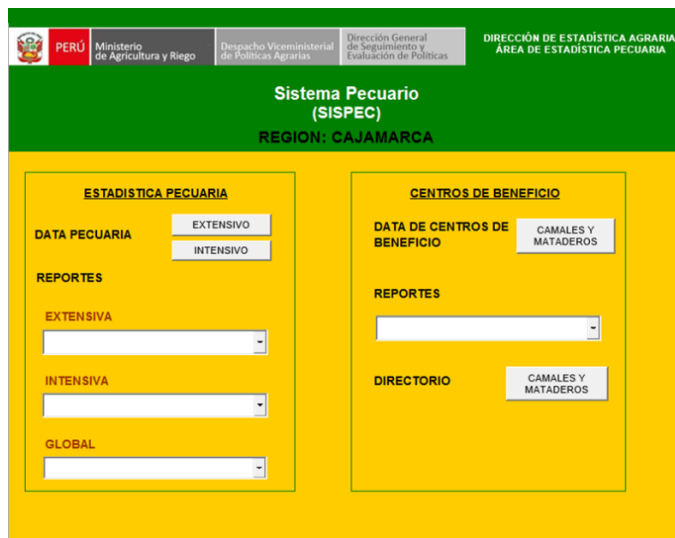 PERÚ
Ministerio
de Agricultura y Riego
Despacho Viceministerial
de Políticas Agrarias
Dirección General
de Seguimiento y
Evaluación de Políticas
DIRECCIÓN DE ESTADÍSTICA AGRARIA
ÁREA DE ESTADÍSTICA PECUARIA
Sistema Pecuario
(SISPEC)
REGION: CAJAMARCA
ESTADISTICA PECUARIA
DATA PECUARIA
EXTENSIVO
INTENSIVO
REPORTES
EXTENSIVA
INTENSIVA
GLOBAL
CENTROS DE BENEFICIO
DATA DE CENTROS DE
BENEFICIO
CAMALES Y
MATADEROS
REPORTES
DIRECTORIO
CAMALES Y
MATADEROS